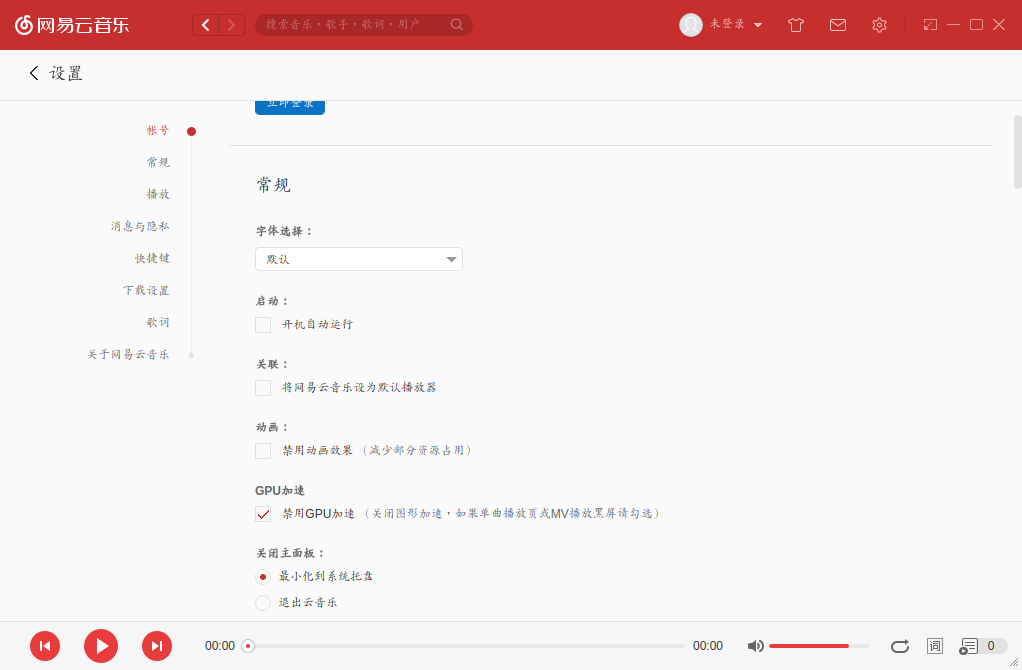 网易云音乐
搜索音乐，歌手，歌词，用户
未登录
设置
立即登录
帐号
常规
播放
消息与隐私
快捷键
下载设置
歌词
关于网易云音乐
常规
字体选择：
默认
启动：
开机自动运行
关联：
将网易云音乐设为默认播放器
动画：
禁用动画效果（减少部分资源占用）
GPU加速
禁用GPU加速（关闭图形加速，如果单曲播放页或MV播放黑屏请勾选）
关闭主面板：
最小化到系统托盘
退出云音乐
00:00
00:00
词
0